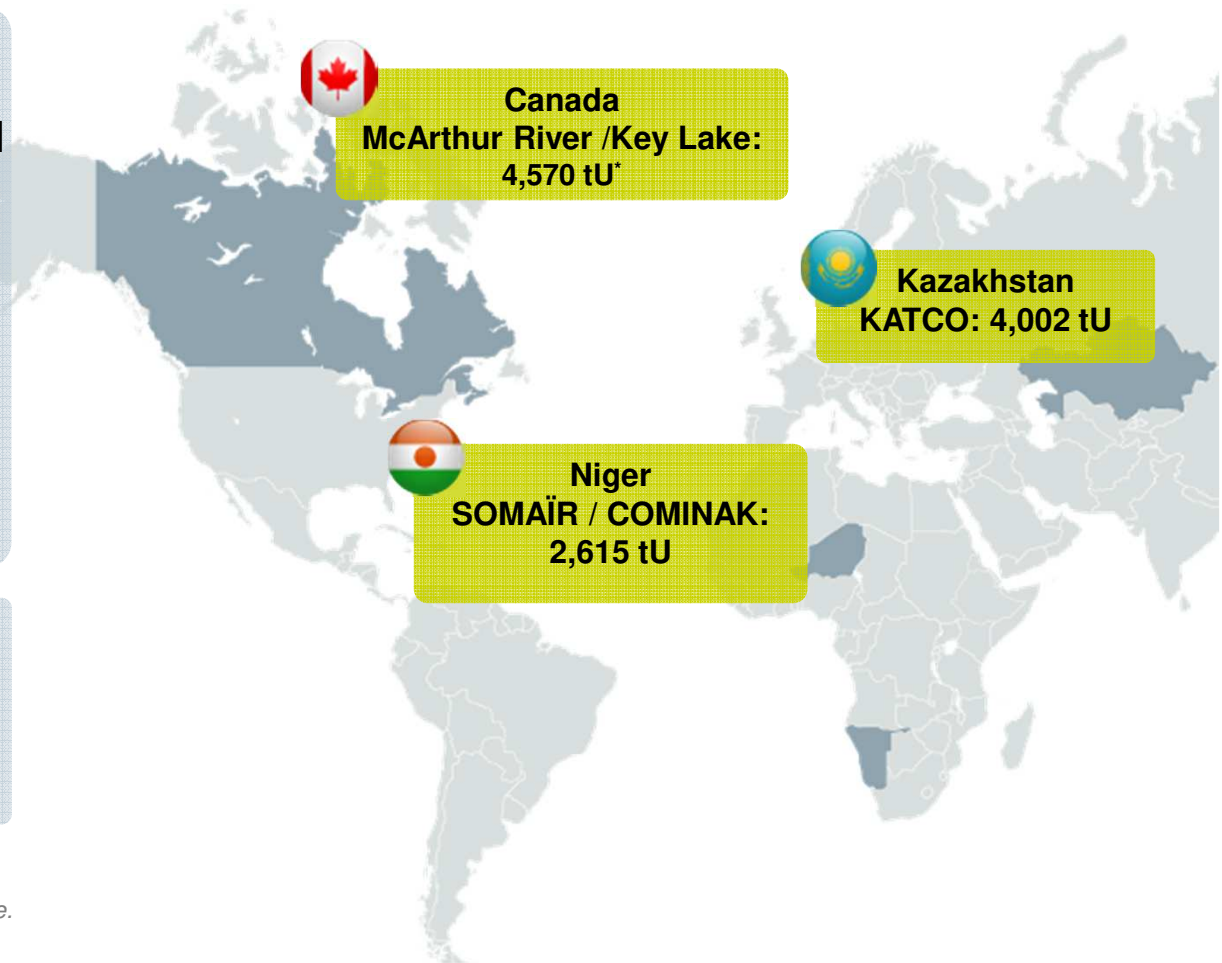 Canada
McArthur River /Key Lake:
4,570 tU*
Kazakhstan
KATCO: 4,002 tU
Niger
SOMAÏR / COMINAK:
2,615 tU